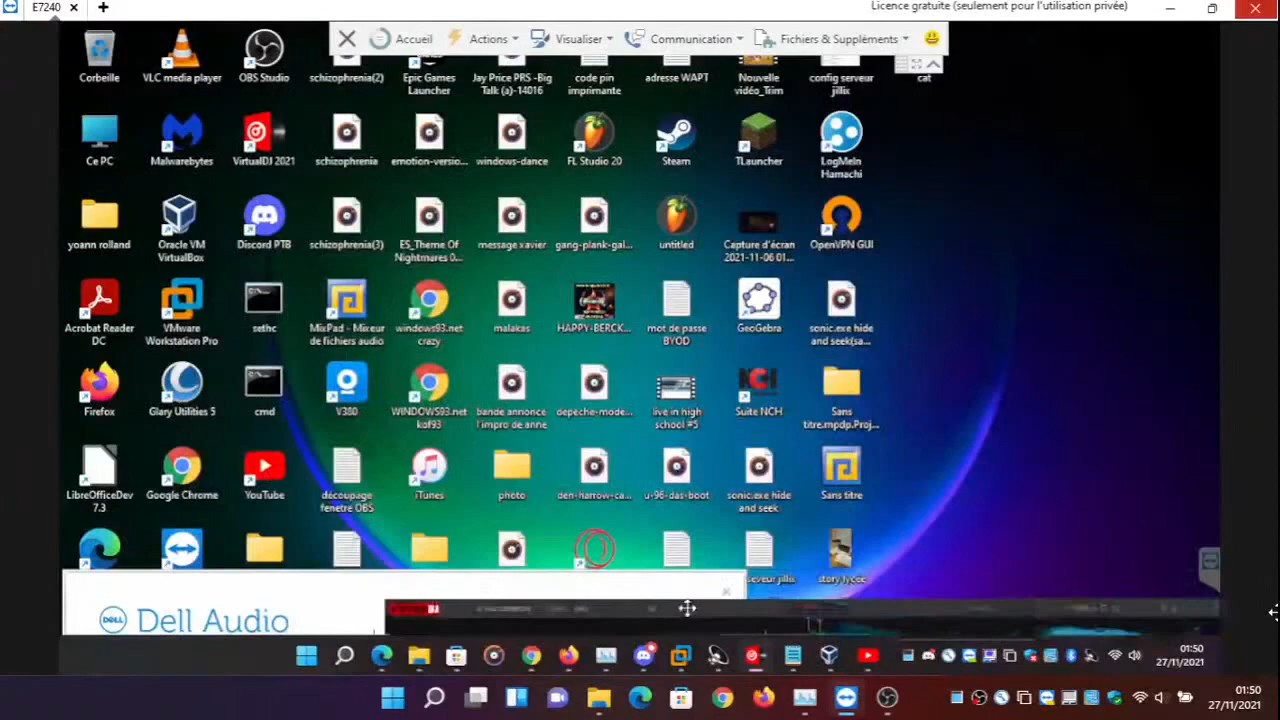 E7240
Licence gratuite (seulement pour l'utilisation privée)
Accueil
Actions
Visualiser
Communication
Fichiers & Suppléments
Corbeille
VLC media player
OBS Studio
schizophrenia(2)
Epic Games
Launcher
Jay Price PRS -Big
Talk (a)-14016
code pin
imprimante
adresse WAPT
Nouvelle
vidéo_Trim
config serveur
jillix
cat
Ce PC
Malwarebytes
VirtualDJ 2021
schizophrenia
emotion-versio...
windows-dance
FL Studio 20
Steam
TLauncher
LogMeIn
Hamachi
yoann rolland
Oracle VM
VirtualBox
Discord PTB
schizophrenia(3)
ES_Theme Of
Nightmares 0...
message xavier
gang-plank-gal...
untitled
Capture d'écran
2021-11-06 01...
OpenVPN GUI
Acrobat Reader
DC
VMware
Workstation Pro
sethc
MixPad - Mixeur
de fichiers audio
windows93.net
crazy
malakas
HAPPY-BERCK...
mot de passe
BYOD
GeoGebra
sonic.exe hide
and seek(sa...
Firefox
Glary Utilities 5
cmd
V380
WINDOWS93.net
kof93
bande annonce
l'impro de anne
depeche-mode...
live in high
school #5
NCH
Suite NCH
Sans
titre.mpdp.Proj...
LibreOfficeDev
7.3
Google Chrome
YouTube
découpage
fenetre OBS
iTunes
photo
den-harrow-ca...
u-96-das-boot
sonic.exe hide
and seek
Sans titre
serveur jillix
story lycée
DELL
Dell Audio
01:50
27/11/2021
01:50
27/11/2021